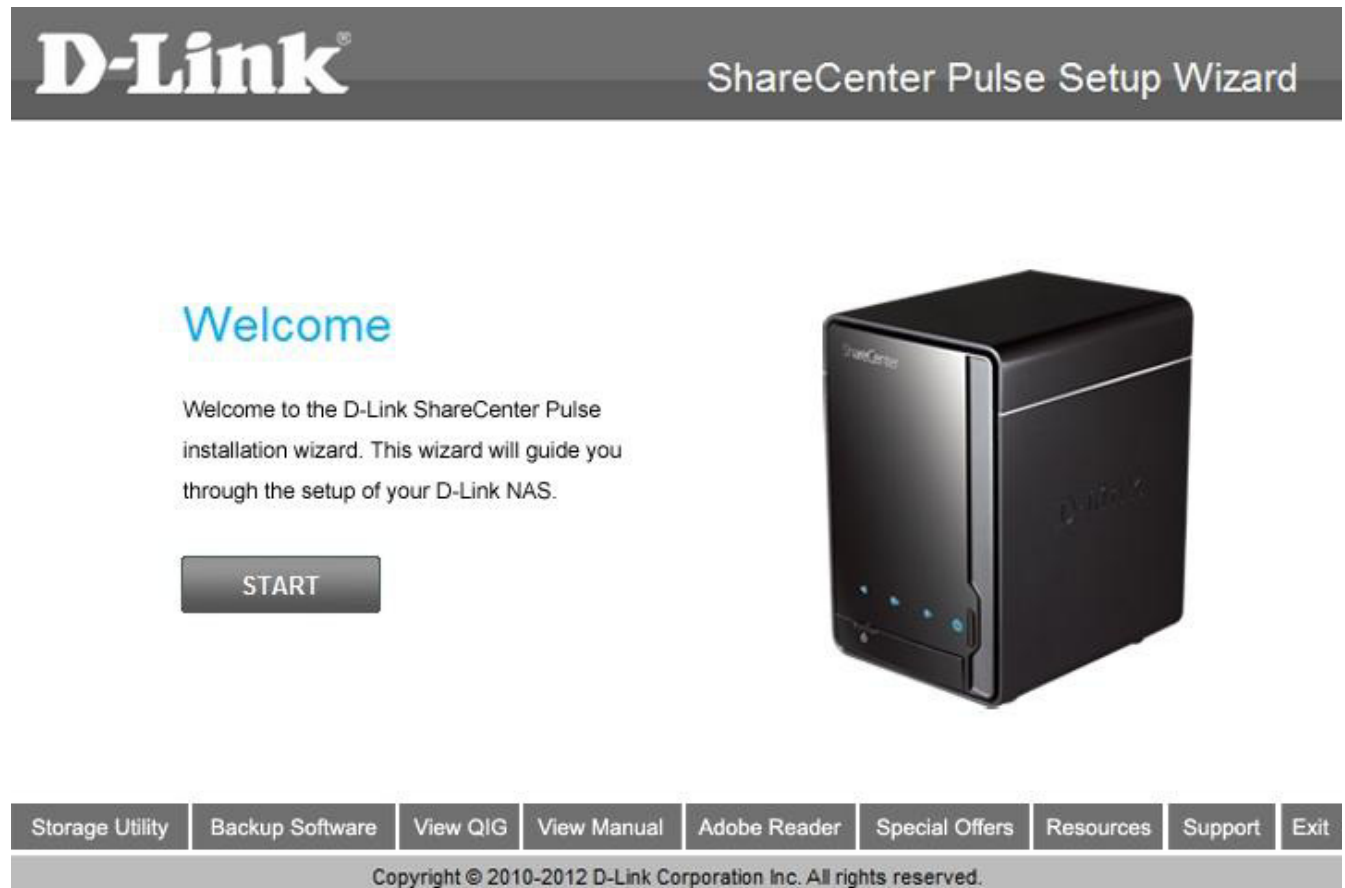 D-Link®
ShareCenter Pulse Setup Wizard
Welcome
Welcome to the D-Link ShareCenter Pulse
installation wizard. This wizard will guide you
through the setup of your D-Link NAS.
START
ShareCenter
D-Link
Storage Utility Backup Software View QIG View Manual Adobe Reader Special Offers Resources Support Exit
Copyright © 2010-2012 D-Link Corporation Inc. All rights reserved.